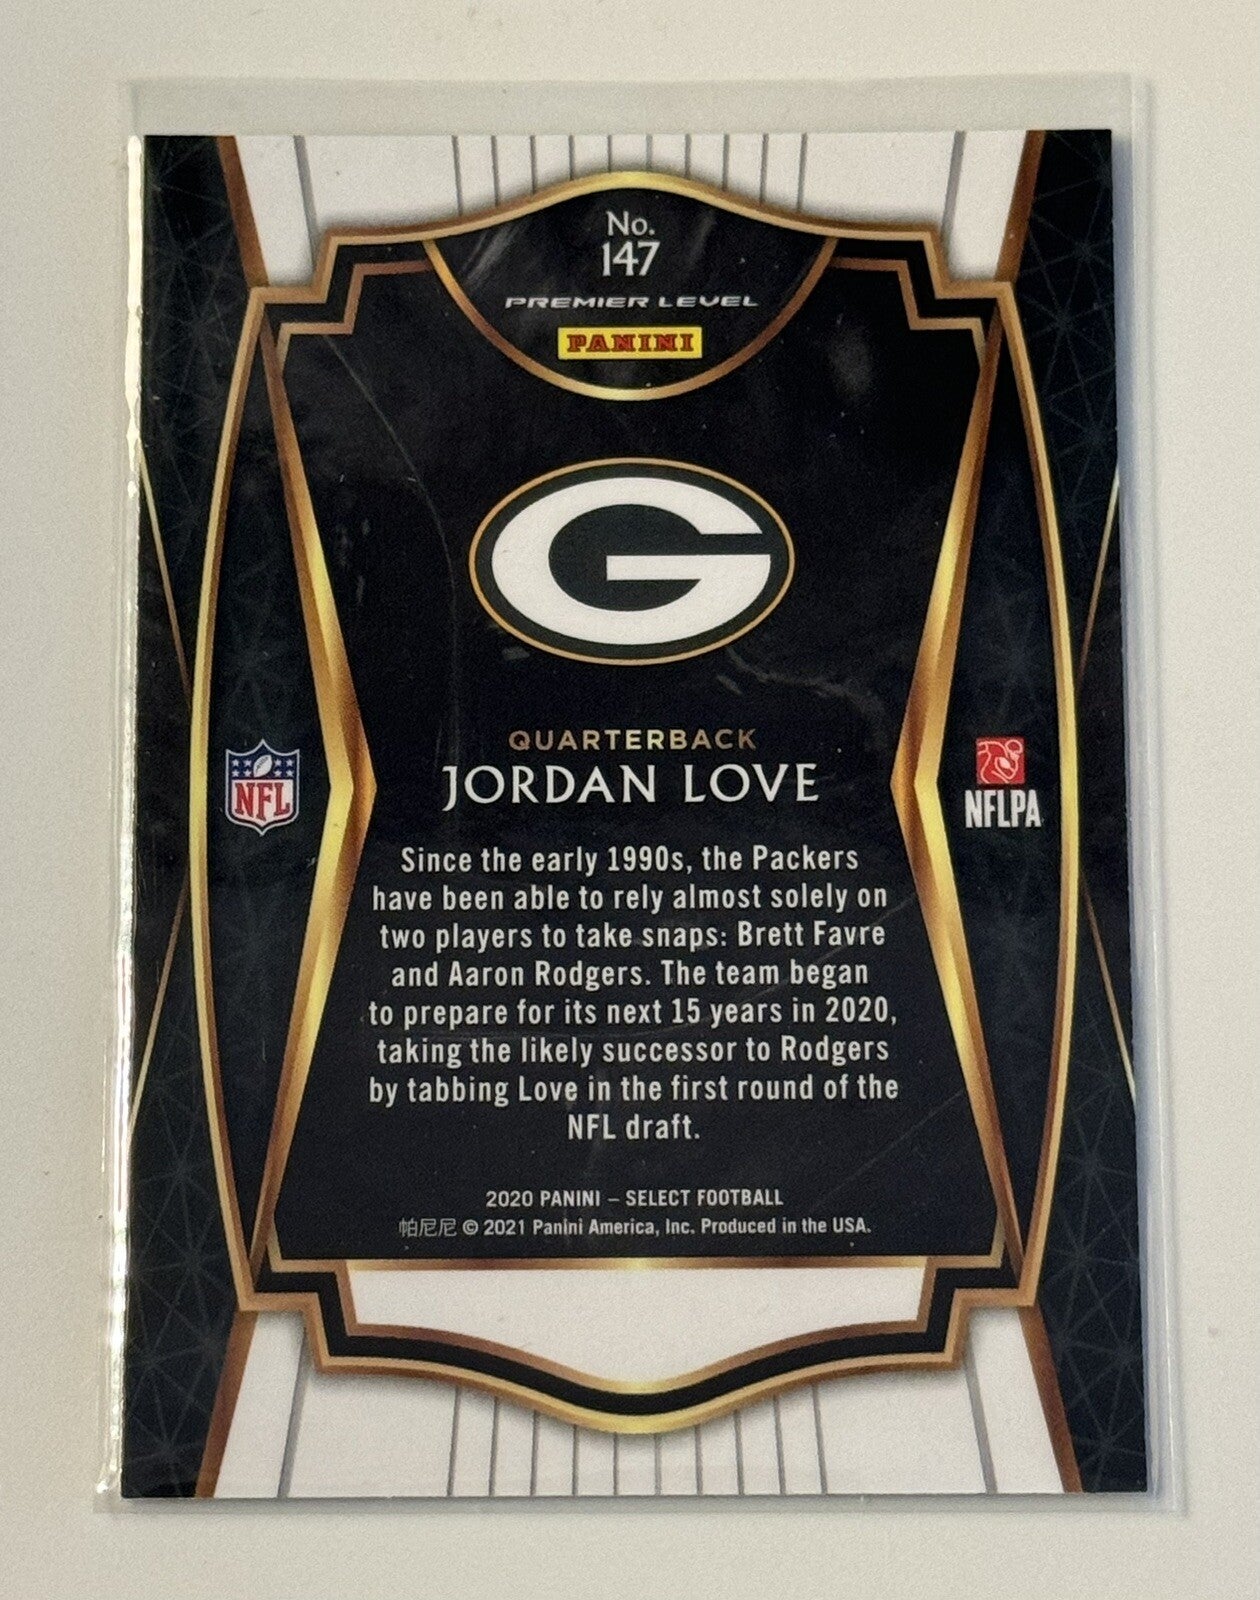 No.
147
PREMIER LEVEL
PANINI
G
QUARTERBACK
JORDAN LOVE
NFL
NFLPA
Since the early 1990s, the Packers
have been able to rely almost solely on
two players to take snaps: Brett Favre
and Aaron Rodgers. The team began
to prepare for its next 15 years in 2020,
taking the likely successor to Rodgers
by tabbing Love in the first round of the
NFL draft.
2020 PANINI – SELECT FOOTBALL
帕尼尼 © 2021 Panini America, Inc. Produced in the USA.